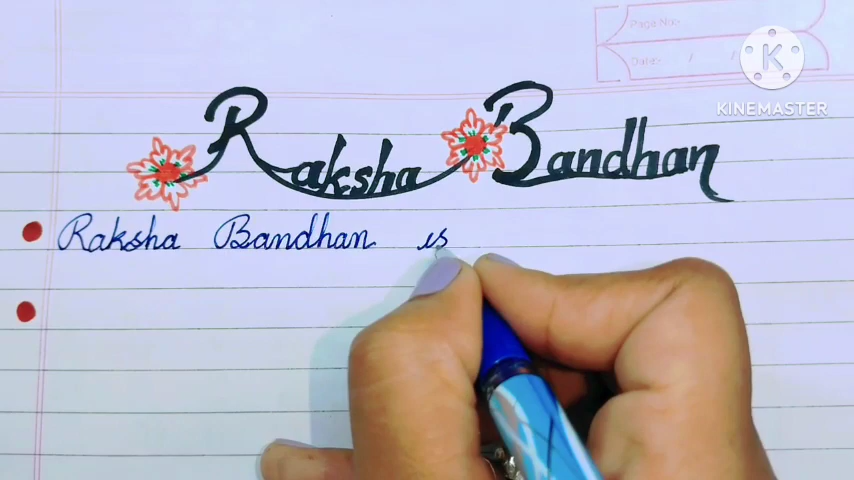 Page No:
Date: / /
K
KINEMASTER
Raksha Bandhan
Raksha Bandhan is